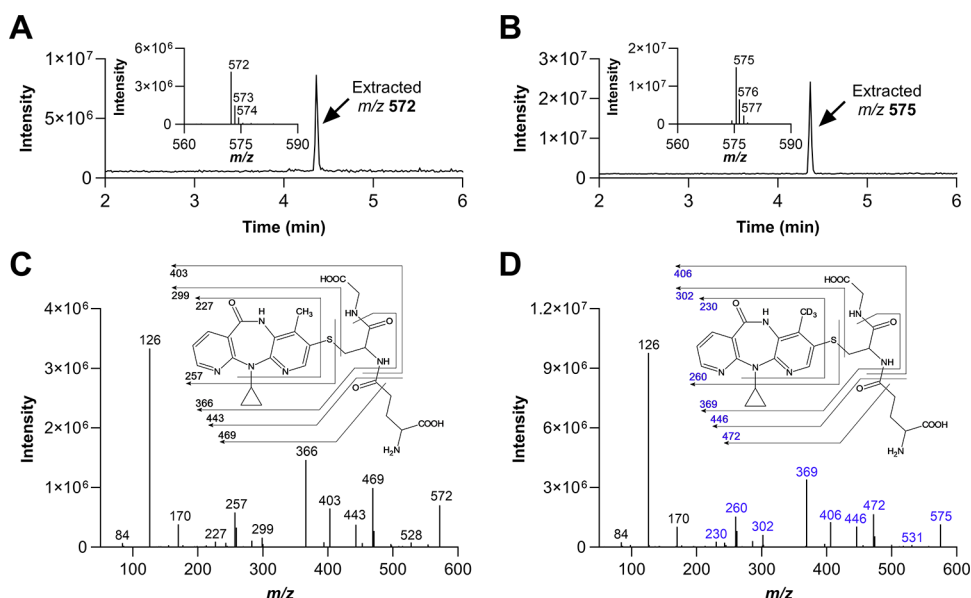 A
Intensity
1×10⁷
5×10⁶
0
2 3 4 5 6
Time (min)
Extracted
m/z 572
Intensity
6×10⁶
3×10⁶
0
572
573
574
560 575 590
m/z
B
Intensity
3×10⁷
2×10⁷
1×10⁷
0
2 3 4 5 6
Time (min)
Extracted
m/z 575
Intensity
2×10⁷
1×10⁷
0
575
576
577
560 575 590
m/z
C
Intensity
4×10⁶
3×10⁶
2×10⁶
1×10⁶
0
100 200 300 400 500 600
m/z
403
299
227
257
366
443
469
HOOC
HN
O
O
H
N
CH₃
S
N
N
N
NH
O
COOH
H₂N
84
126
170
227
257
299
366
403
443
469
528
572
D
Intensity
1.2×10⁷
9×10⁶
6×10⁶
3×10⁶
0
100 200 300 400 500 600
m/z
406
302
230
260
369
446
472
HOOC
HN
O
O
H
N
CD₃
S
N
N
N
NH
O
COOH
H₂N
84
126
170
230
260
302
369
406
446
472
531
575